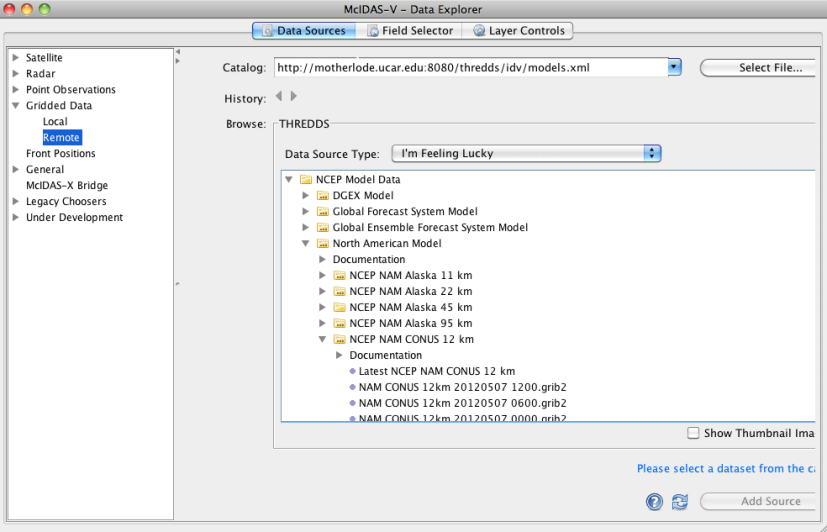 McIDAS-V - Data Explorer
Data Sources Field Selector Layer Controls
Satellite
Radar
Point Observations
Gridded Data
Local
Remote
Front Positions
General
McIDAS-X Bridge
Legacy Choosers
Under Development
Catalog: http://motherlode.ucar.edu:8080/thredds/idv/models.xml Select File...
History:
Browse: THREDDS
Data Source Type: I'm Feeling Lucky
NCEP Model Data
DGEX Model
Global Forecast System Model
Global Ensemble Forecast System Model
North American Model
Documentation
NCEP NAM Alaska 11 km
NCEP NAM Alaska 22 km
NCEP NAM Alaska 45 km
NCEP NAM Alaska 95 km
NCEP NAM CONUS 12 km
Documentation
Latest NCEP NAM CONUS 12 km
NAM CONUS 12km 20120507 1200.grib2
NAM CONUS 12km 20120507 0600.grib2
NAM CONUS 12km 20120507 0000.grib2
Show Thumbnail Ima
Please select a dataset from the ca
? Add Source